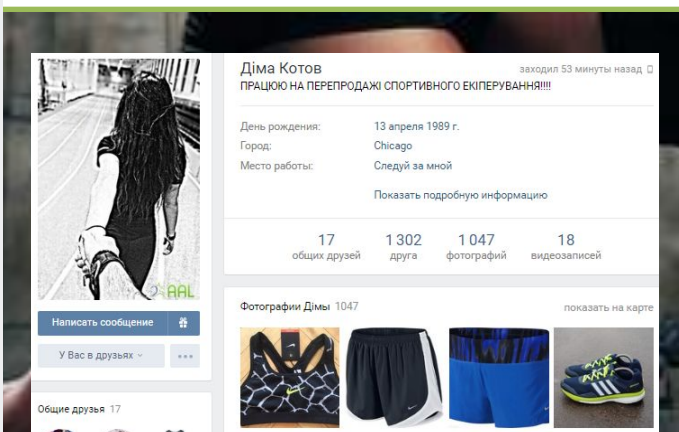 Діма Котов
заходил 53 минуты назад
ПРАЦЮЮ НА ПЕРЕПРОДАЖІ СПОРТИВНОГО ЕКІПЕРУВАННЯ!!!!
День рождения: 13 апреля 1989 г.
Город: Chicago
Место работы: Следуй за мной
Показать подробную информацию
17 1 302 1 047 18
общих друзей друга фотографий видеозаписей
AAL
Написать сообщение
У Вас в друзьях
Общие друзья 17
Фотографии Дімы 1047 показать на карте